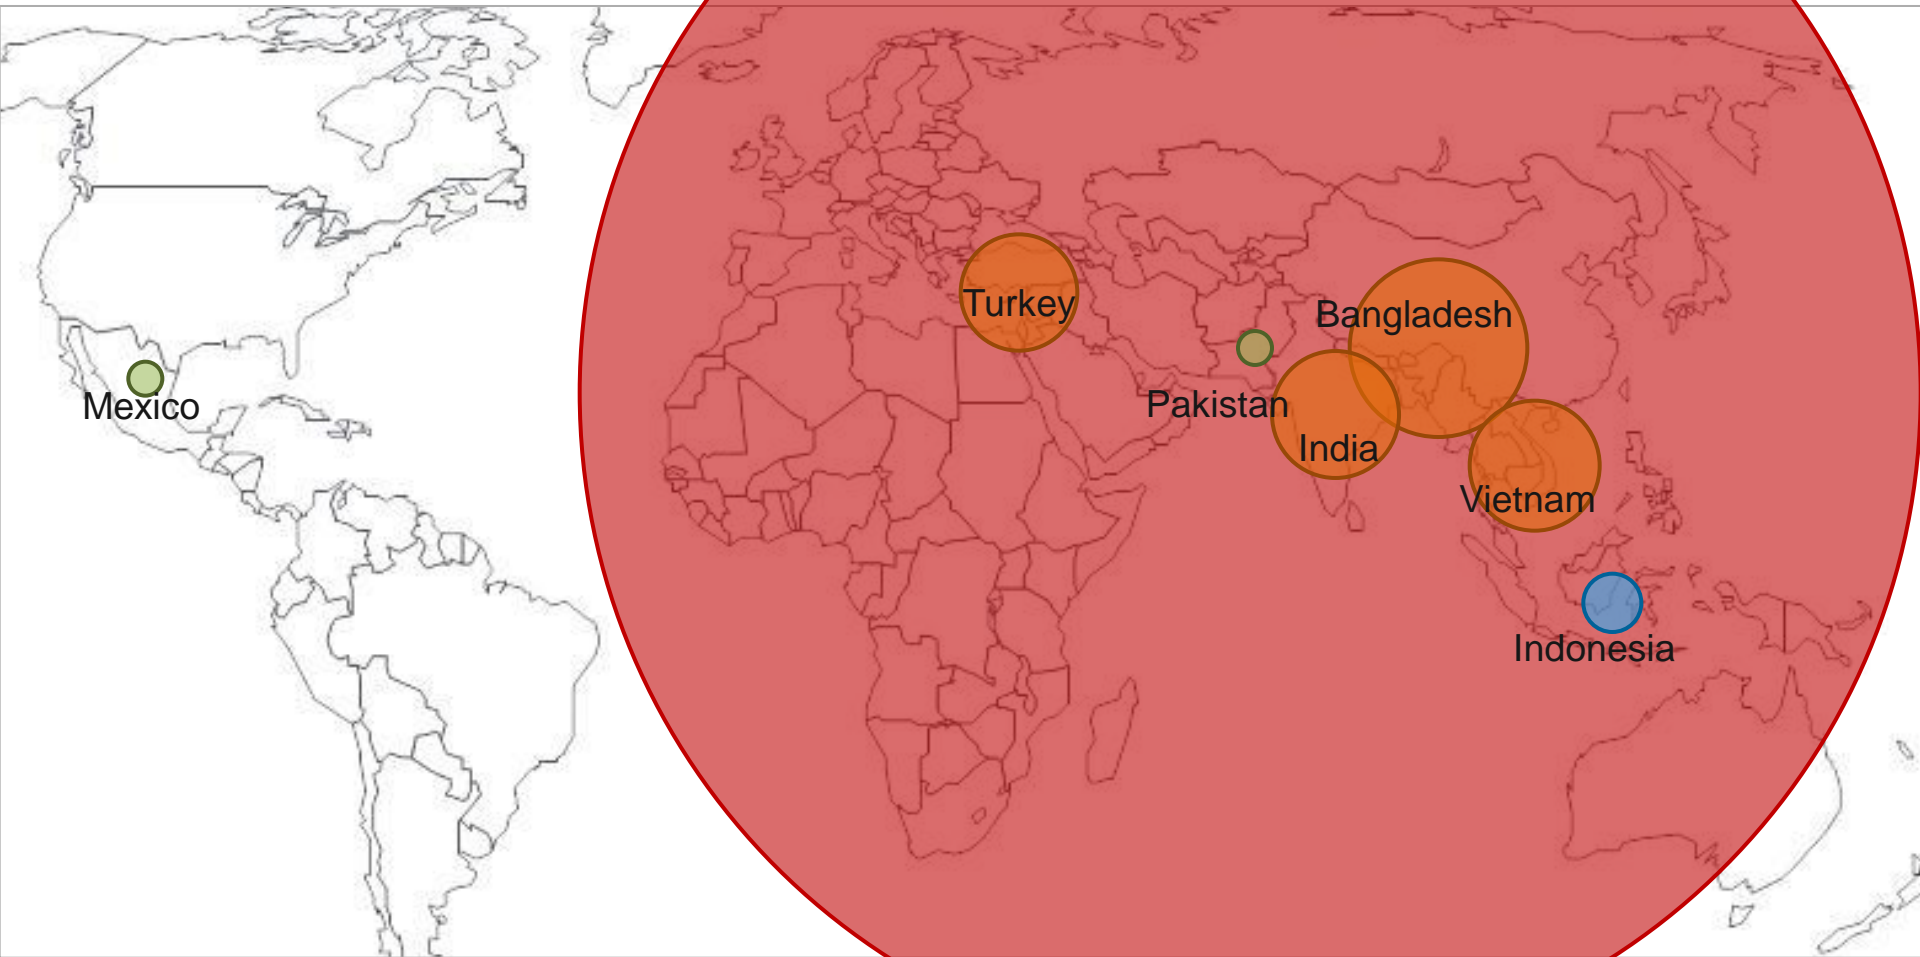 Turkey
Bangladesh
Mexico
Pakistan
India
Vietnam
Indonesia